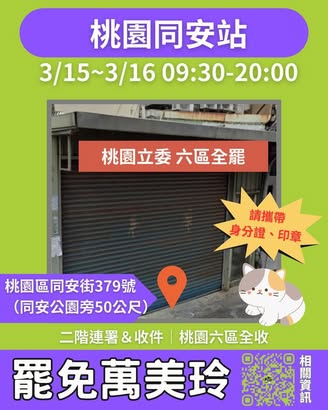 桃園同安站
3/15~3/16 09:30-20:00
桃園立委 六區全罷
請攜帶
身分證、印章
桃園區同安街379號
（同安公園旁50公尺）
二階連署＆收件｜桃園六區全收
罷免萬美玲
相關資訊